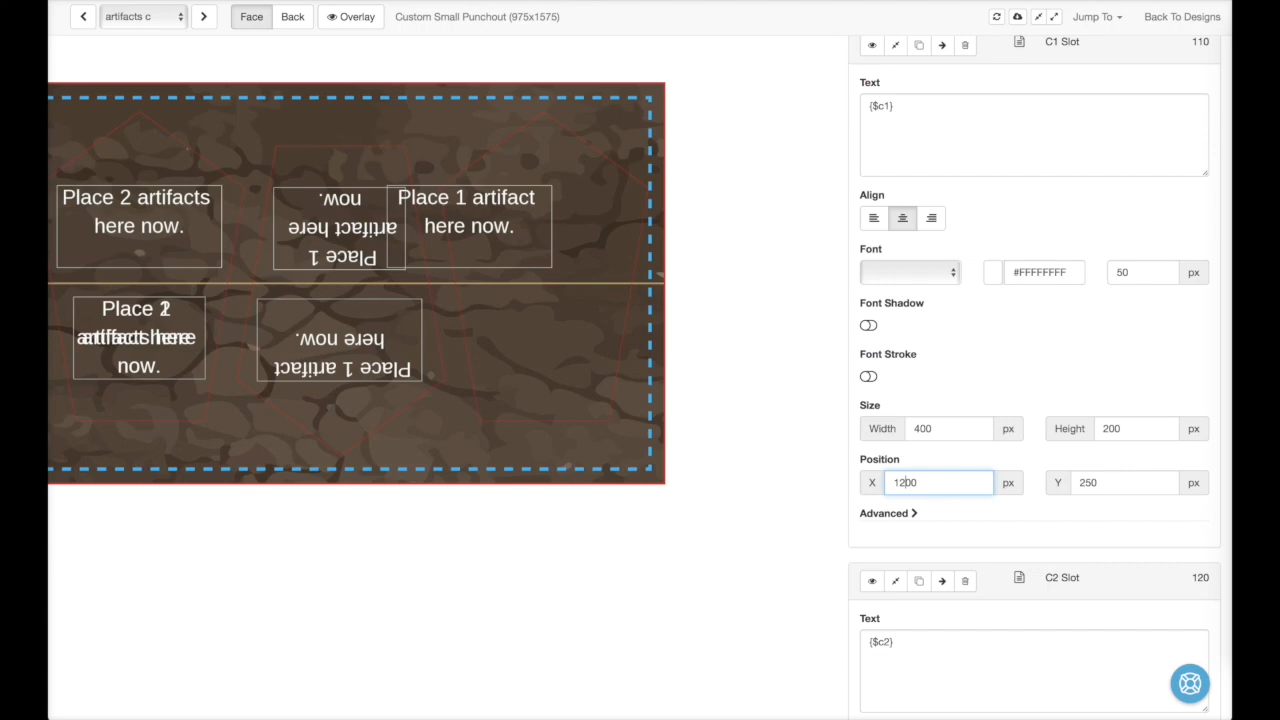 artifacts c
Face
Back
Overlay
Custom Small Punchout (975x1575)
Jump To
Back To Designs
C1 Slot
110
Text
{$c1}
Align
Font
#FFFFFFFF
50
px
Font Shadow
Font Stroke
Size
Width
400
px
Height
200
px
Position
X
1200
px
Y
250
px
Advanced
C2 Slot
120
Text
{$c2}
Place 2 artifacts
here now.
Place 1
artifact here
now.
Place 1 artifact
here now.
Place
now.
Place 1 artifact
here now.